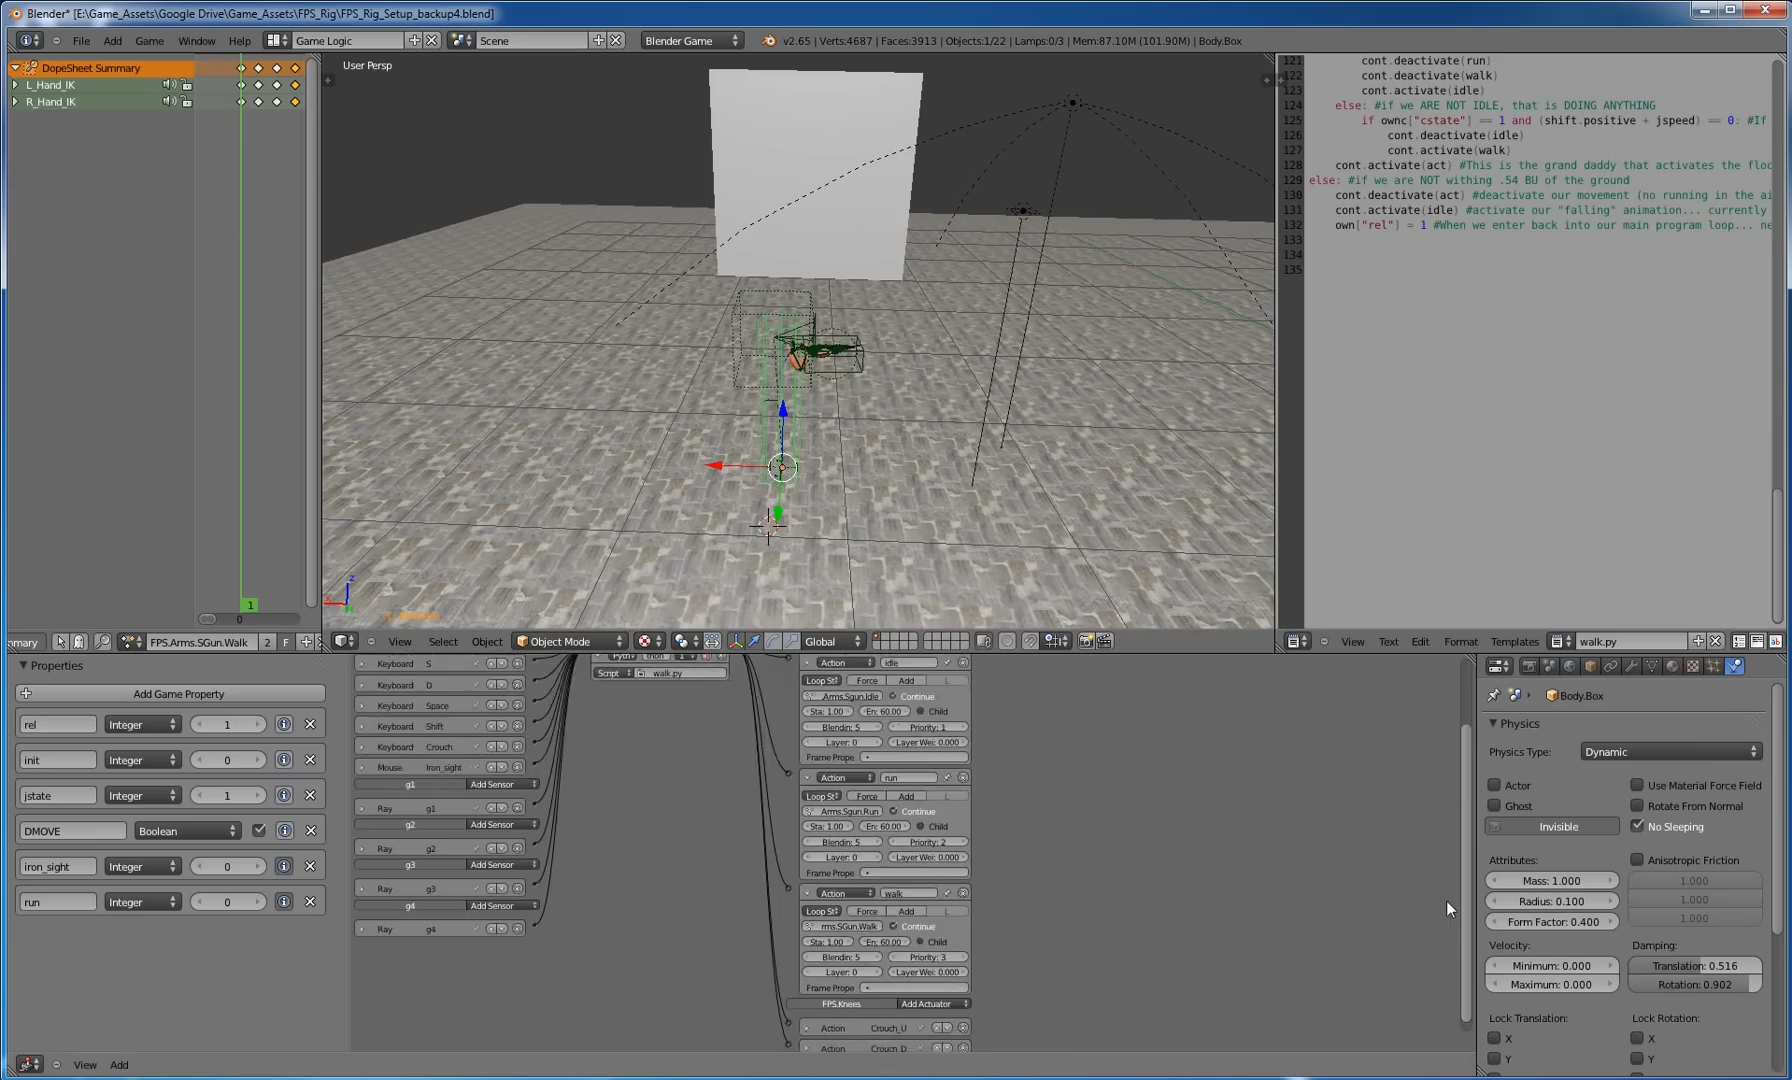 Blender* [E:\Game_Assets\Google Drive\Game_Assets\FPS_Rig\FPS_Rig_Setup_backup4.blend]
File Add Game Window Help Game Logic Scene Blender Game v2.65 | Verts:4687 | Faces:3913 | Objects:1/22 | Lamps:0/3 | Mem:87.10M (101.90M) | Body.Box
DopeSheet Summary
L_Hand_IK
R_Hand_IK
1
0
FPS.Arms.SGun.Walk 2 F
User Persp
View Select Object Object Mode Global
121 cont.deactivate(run)
122 cont.deactivate(walk)
123 cont.activate(idle)
124 else: #if we ARE NOT IDLE, that is DOING ANYTHING
125 if ownc["cstate"] == 1 and (shift.positive + jspeed) == 0: #If
126 cont.deactivate(idle)
127 cont.activate(walk)
128 cont.activate(act) #This is the grand daddy that activates the floo
129 else: #if we are NOT withing .54 BU of the ground
130 cont.deactivate(act) #deactivate our movement (no running in the ai
131 cont.activate(idle) #activate our "falling" animation... currently
132 own["rel"] = 1 #When we enter back into our main program loop... ne
133
134
135
View Text Edit Format Templates walk.py
Properties
Add Game Property
rel Integer 1
init Integer 0
jstate Integer 1
DMOVE Boolean
iron_sight Integer 0
run Integer 0
View Add
Keyboard S
Keyboard D
Keyboard Space
Keyboard Shift
Keyboard Crouch
Mouse: Iron_sight
g1 Add Sensor
Ray g1
g2 Add Sensor
Ray g2
g3 Add Sensor
Ray g3
g4 Add Sensor
Ray g4
Script walk.py
Action idle
Loop St Force Add L
.Arms.Sgun.Idle Continue
Sta: 1.00 En: 60.00 Child
Blendin: 5 Priority: 1
Layer: 0 Layer Wei: 0.000
Frame Prope
Action run
Loop St Force Add L
Arms.Sgun.Run Continue
Sta: 1.00 En: 60.00 Child
Blendin: 5 Priority: 2
Layer: 0 Layer Wei: 0.000
Frame Prope
Action walk
Loop St Force Add L
rms.SGun.Walk Continue
Sta: 1.00 En: 60.00 Child
Blendin: 5 Priority: 3
Layer: 0 Layer Wei: 0.000
Frame Prope
FPS.Knees Add Actuator
Action Crouch_U
Action Crouch_D
Body.Box
Physics
Physics Type: Dynamic
Actor Use Material Force Field
Ghost Rotate From Normal
Invisible No Sleeping
Attributes: Anisotropic Friction
Mass: 1.000 1.000
Radius: 0.100 1.000
Form Factor: 0.400 1.000
Velocity: Damping:
Minimum: 0.000 Translation: 0.516
Maximum: 0.000 Rotation: 0.902
Lock Translation: Lock Rotation:
X X
Y Y